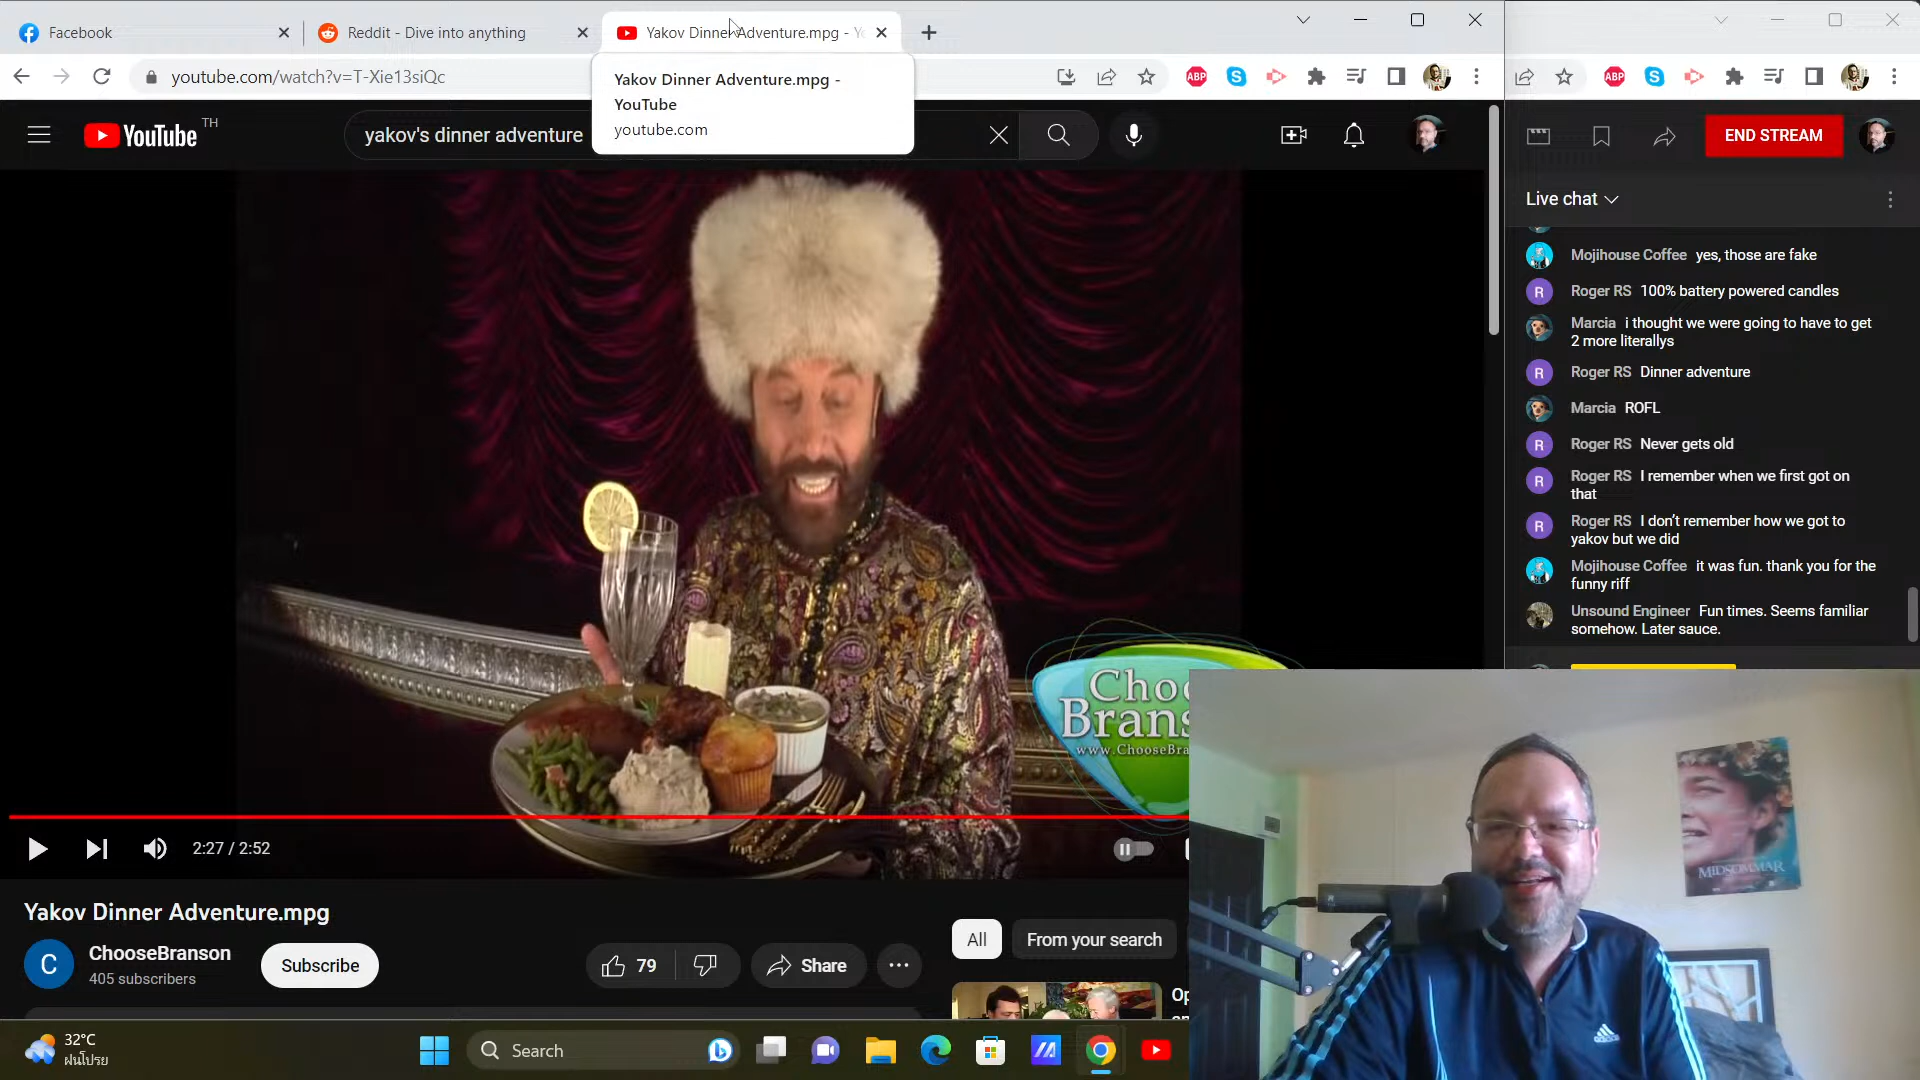 Facebook
Reddit - Dive into anything
Yakov Dinner Adventure.mpg - Y
youtube.com/watch?v=T-Xie13siQc
Yakov Dinner Adventure.mpg -
YouTube
youtube.com
ABP
ABP
YouTube TH
yakov's dinner adventure
END STREAM
Live chat
Mojihouse Coffee yes, those are fake
R Roger RS 100% battery powered candles
Marcia i thought we were going to have to get
2 more literallys
R Roger RS Dinner adventure
Marcia ROFL
R Roger RS Never gets old
R Roger RS I remember when we first got on
that
R Roger RS I don't remember how we got to
yakov but we did
Mojihouse Coffee it was fun. thank you for the
funny riff
Unsound Engineer Fun times. Seems familiar
somehow. Later sauce.
Choo
Brans
www.ChooseBra
2:27 / 2:52
MIDSOMMAR
Yakov Dinner Adventure.mpg
C ChooseBranson
405 subscribers
Subscribe
79
Share
All
From your search
Op
32°C
ฝนโปรย
Search